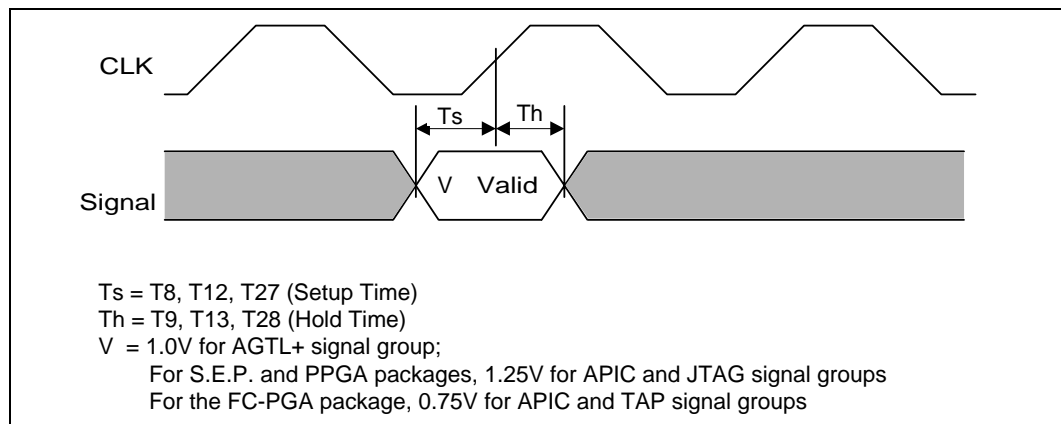 CLK
Ts Th
V Valid
Signal
Ts = T8, T12, T27 (Setup Time)
Th = T9, T13, T28 (Hold Time)
V = 1.0V for AGTL+ signal group;
For S.E.P. and PPGA packages, 1.25V for APIC and JTAG signal groups
For the FC-PGA package, 0.75V for APIC and TAP signal groups